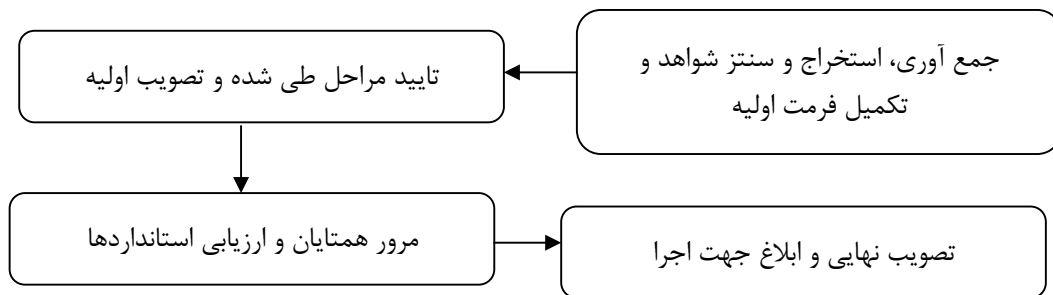 جمع آوری، استخراج و سنتز شواهد و
تکمیل فرمت اولیه
تایید مراحل طی شده و تصویب اولیه
مرور همتایان و ارزیابی استانداردها
تصویب نهایی و ابلاغ جهت اجرا